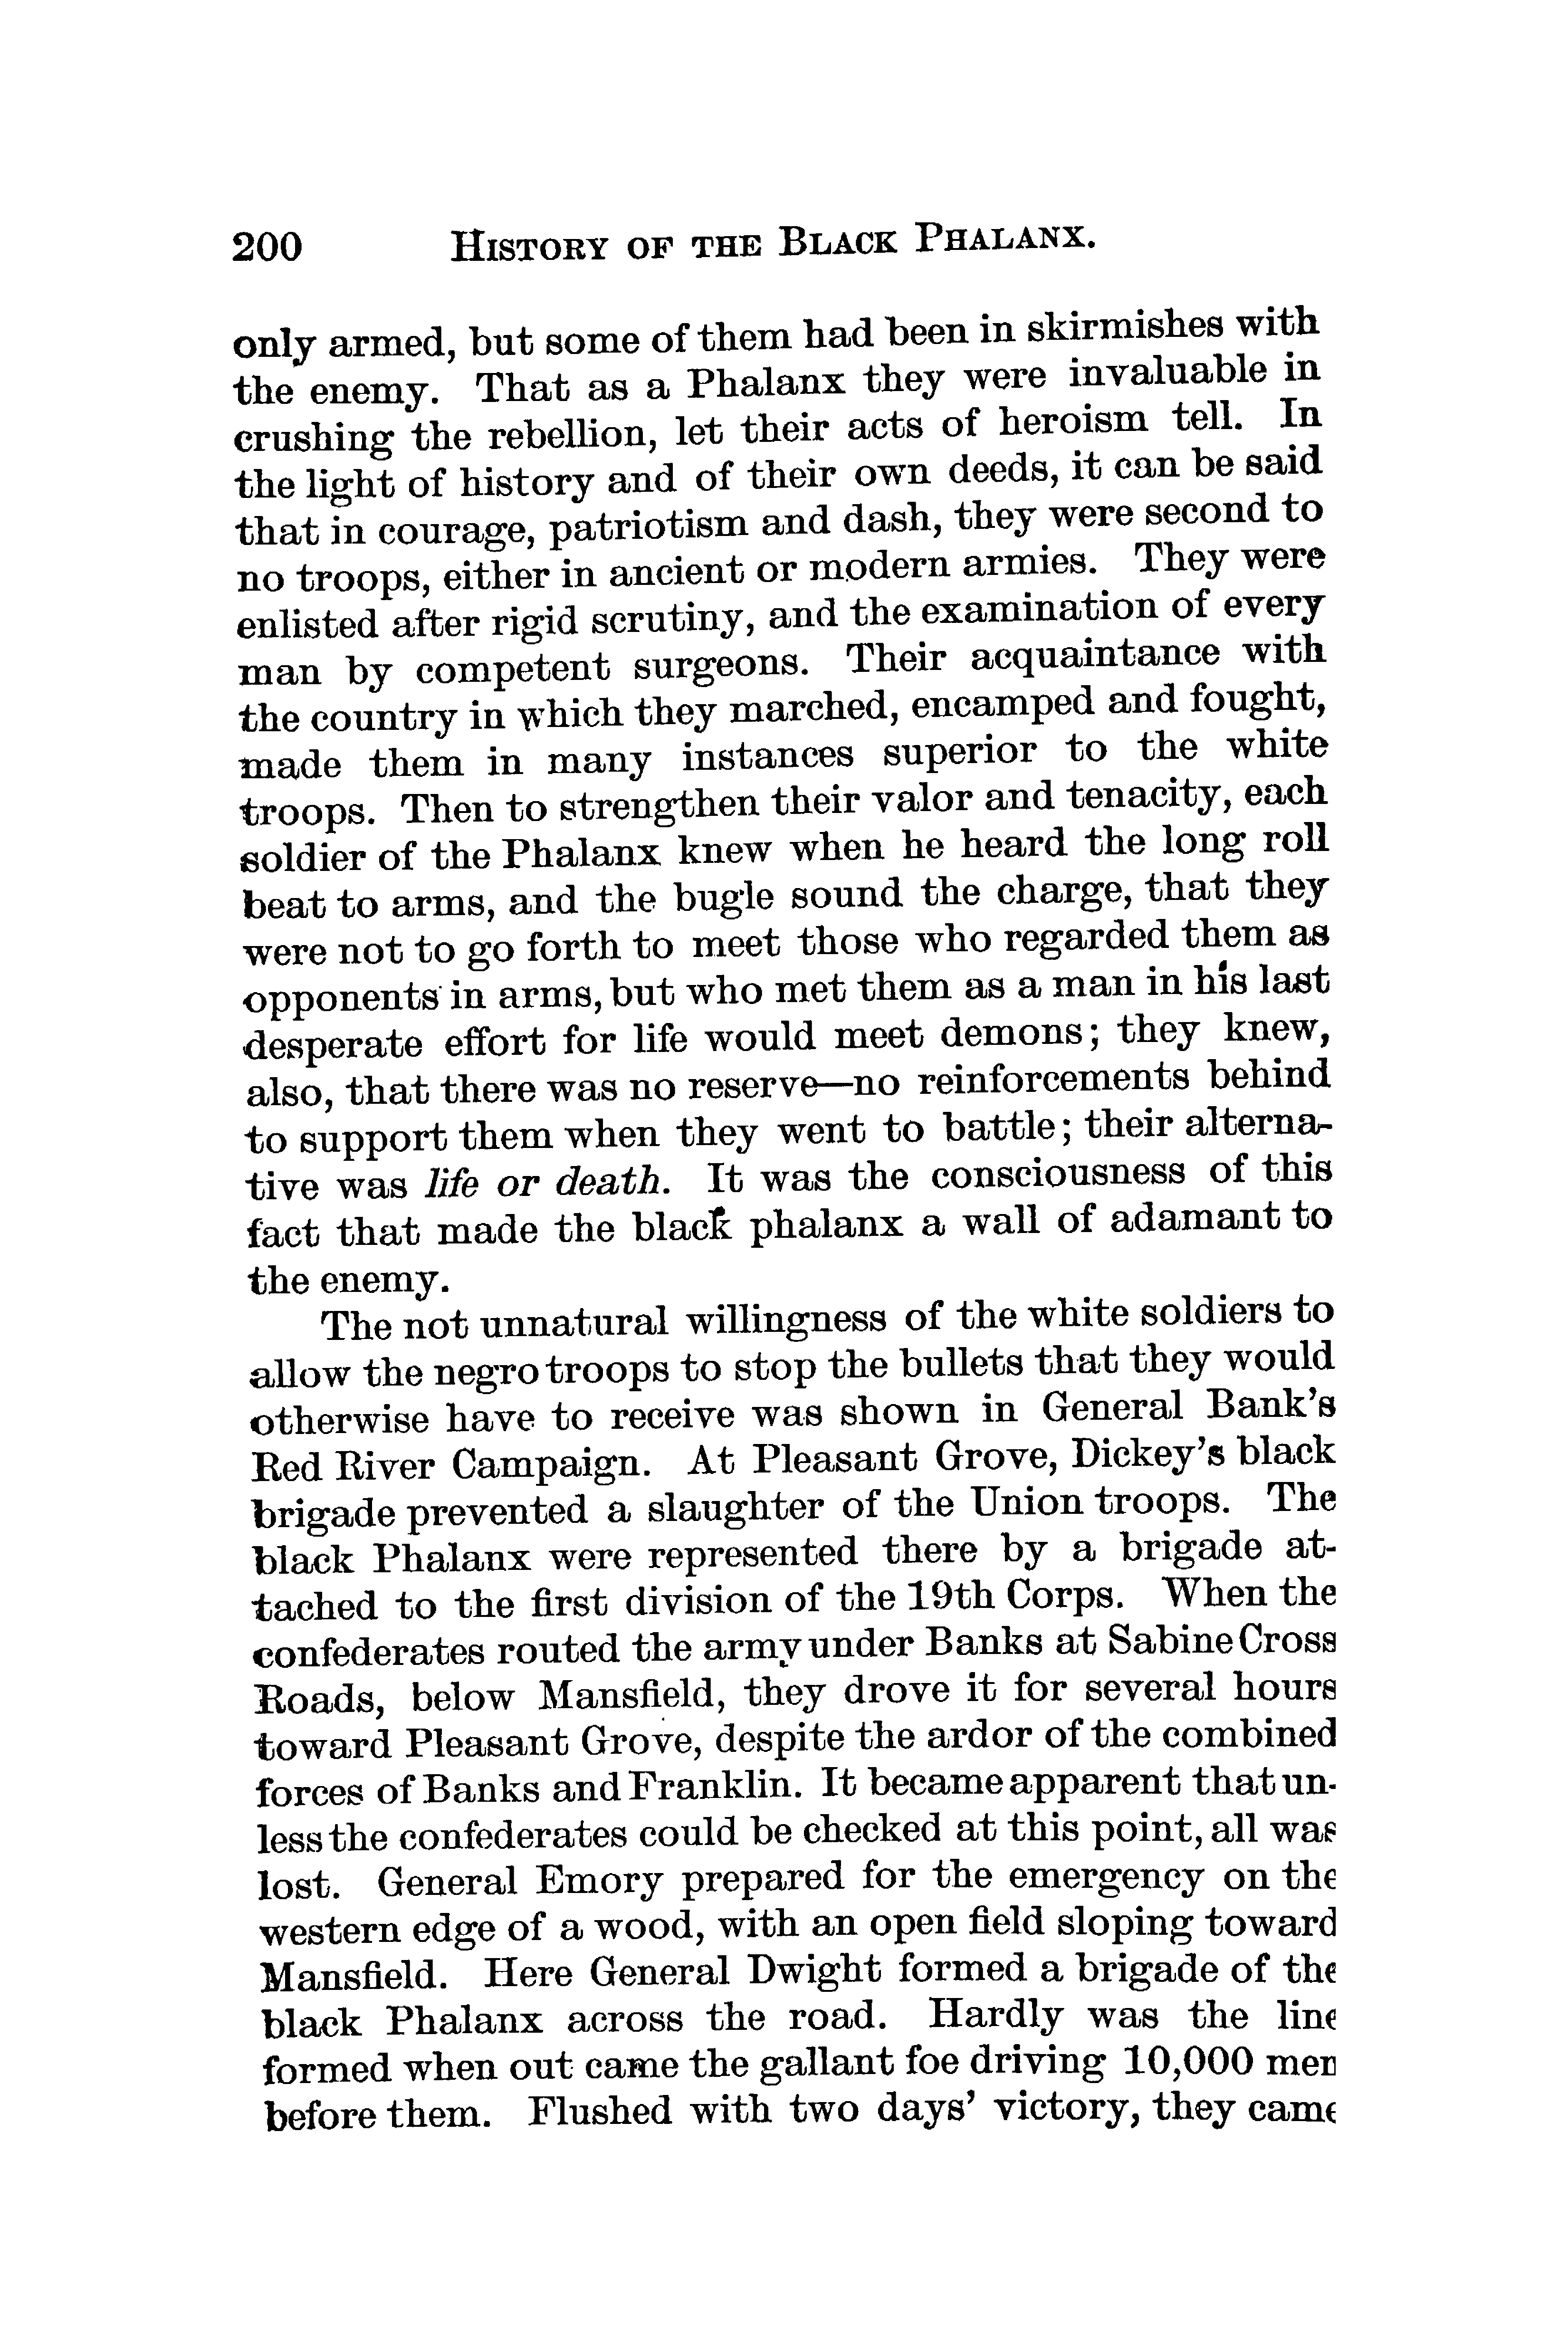 200 History of the Black Phalanx.
only armed, but some of them had been in skirmishes with
the enemy. That as a Phalanx they were invaluable in
crushing the rebellion, let their acts of heroism tell. In
the light of history and of their own deeds, it can be said
that in courage, patriotism and dash, they were second to
no troops, either in ancient or modern armies. They were
enlisted after rigid scrutiny, and the examination of every
man by competent surgeons. Their acquaintance with
the country in which they marched, encamped and fought,
made them in many instances superior to the white
troops. Then to strengthen their valor and tenacity, each
soldier of the Phalanx knew when he heard the long roll
beat to arms, and the bugle sound the charge, that they
were not to go forth to meet those who regarded them as
opponents in arms, but who met them as a man in his last
desperate effort for life would meet demons; they knew,
also, that there was no reserve—no reinforcements behind
to support them when they went to battle; their alterna-
tive was life or death. It was the consciousness of this
fact that made the black phalanx a wall of adamant to
the enemy.
The not unnatural willingness of the white soldiers to
allow the negro troops to stop the bullets that they would
otherwise have to receive was shown in General Bank's
Red River Campaign. At Pleasant Grove, Dickey's black
brigade prevented a slaughter of the Union troops. The
black Phalanx were represented there by a brigade at-
tached to the first division of the 19th Corps. When the
confederates routed the army under Banks at Sabine Cross
Roads, below Mansfield, they drove it for several hours
toward Pleasant Grove, despite the ardor of the combined
forces of Banks and Franklin. It became apparent that un-
less the confederates could be checked at this point, all was
lost. General Emory prepared for the emergency on the
western edge of a wood, with an open field sloping toward
Mansfield. Here General Dwight formed a brigade of the
black Phalanx across the road. Hardly was the line
formed when out came the gallant foe driving 10,000 men
before them. Flushed with two days' victory, they came